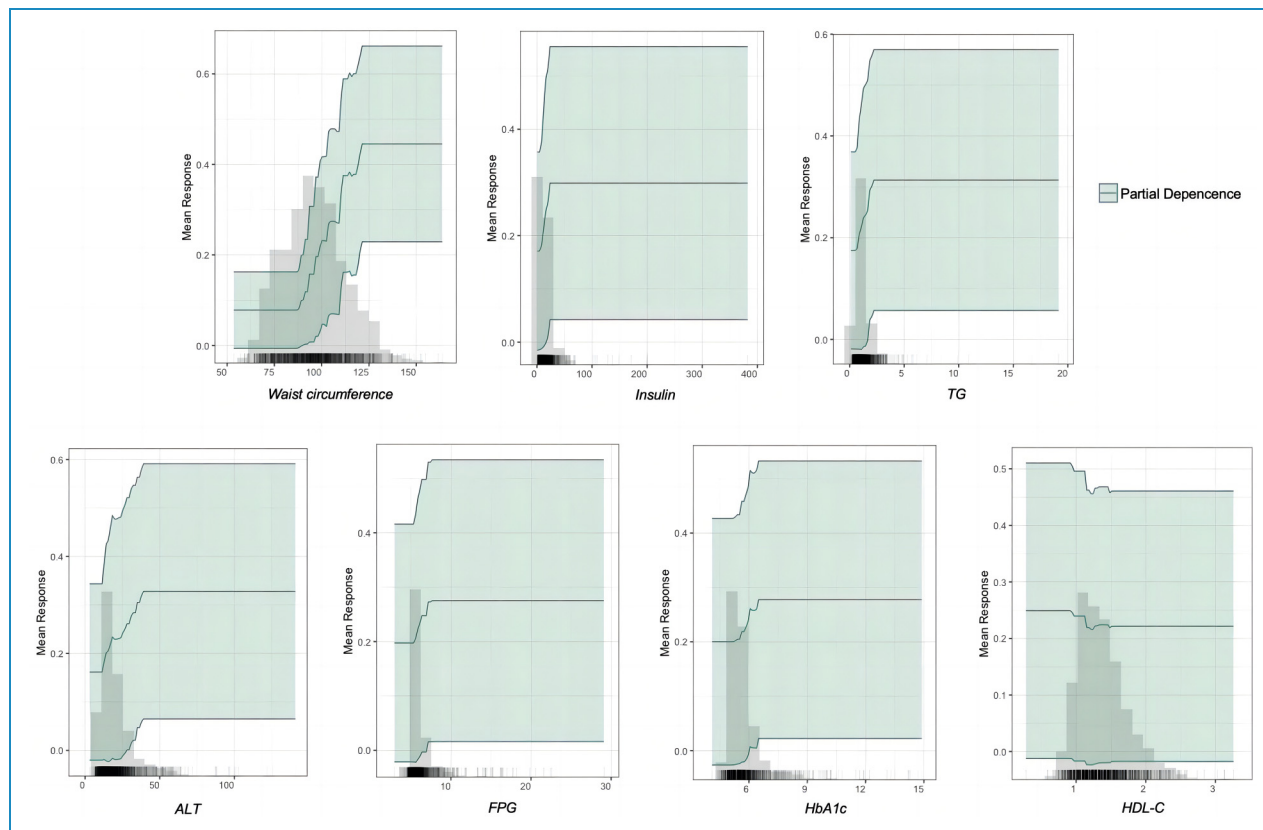 Mean Response
0.6
0.4
0.2
0.0
50 75 100 125 150
Waist circumference
Mean Response
0.4
0.2
0.0
0 100 200 300 400
Insulin
Mean Response
0.6
0.4
0.2
0.0
0 5 10 15 20
TG
Partial Depencence
Mean Response
0.6
0.4
0.2
0.0
0 50 100
ALT
Mean Response
0.4
0.2
0.0
10 20 30
FPG
Mean Response
0.4
0.2
0.0
6 9 12 15
HbA1c
Mean Response
0.5
0.4
0.3
0.2
0.1
0.0
1 2 3
HDL-C